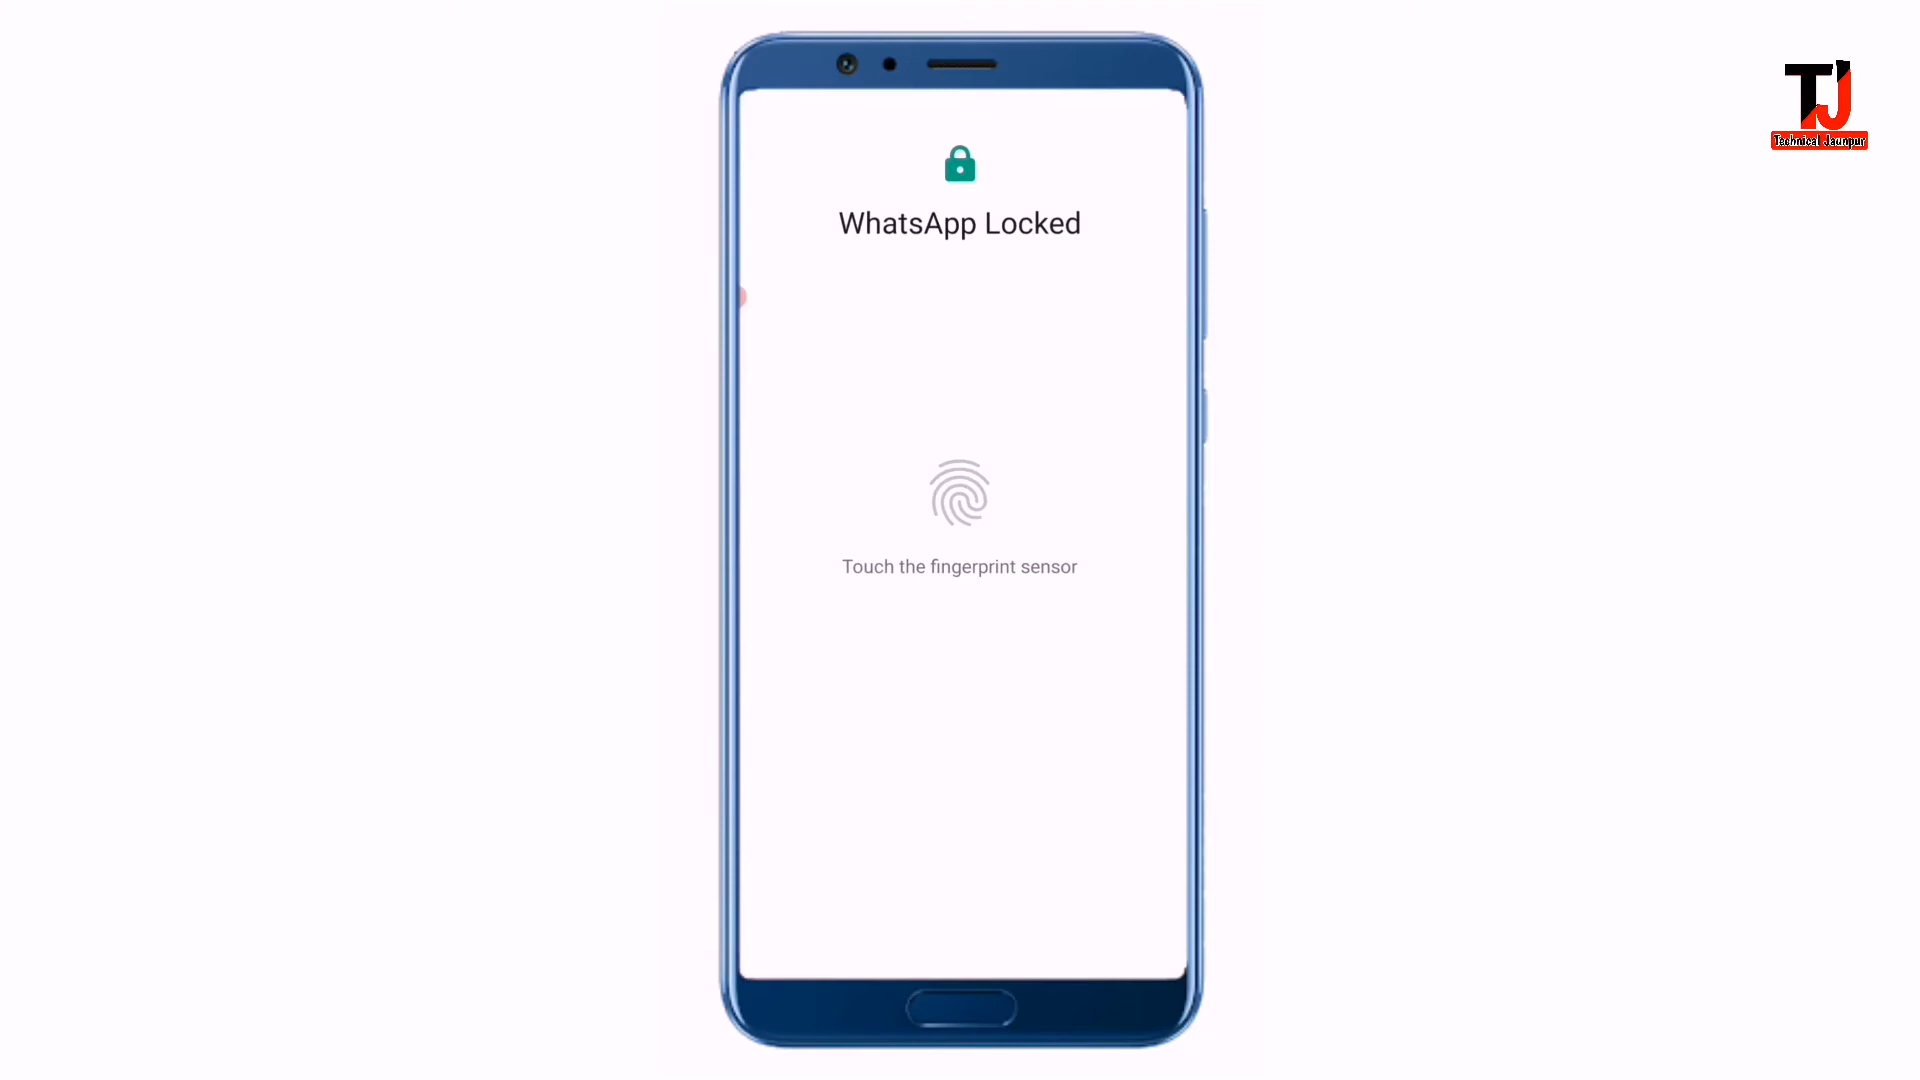 TJ
Technical Jaunpur
WhatsApp Locked
Touch the fingerprint sensor